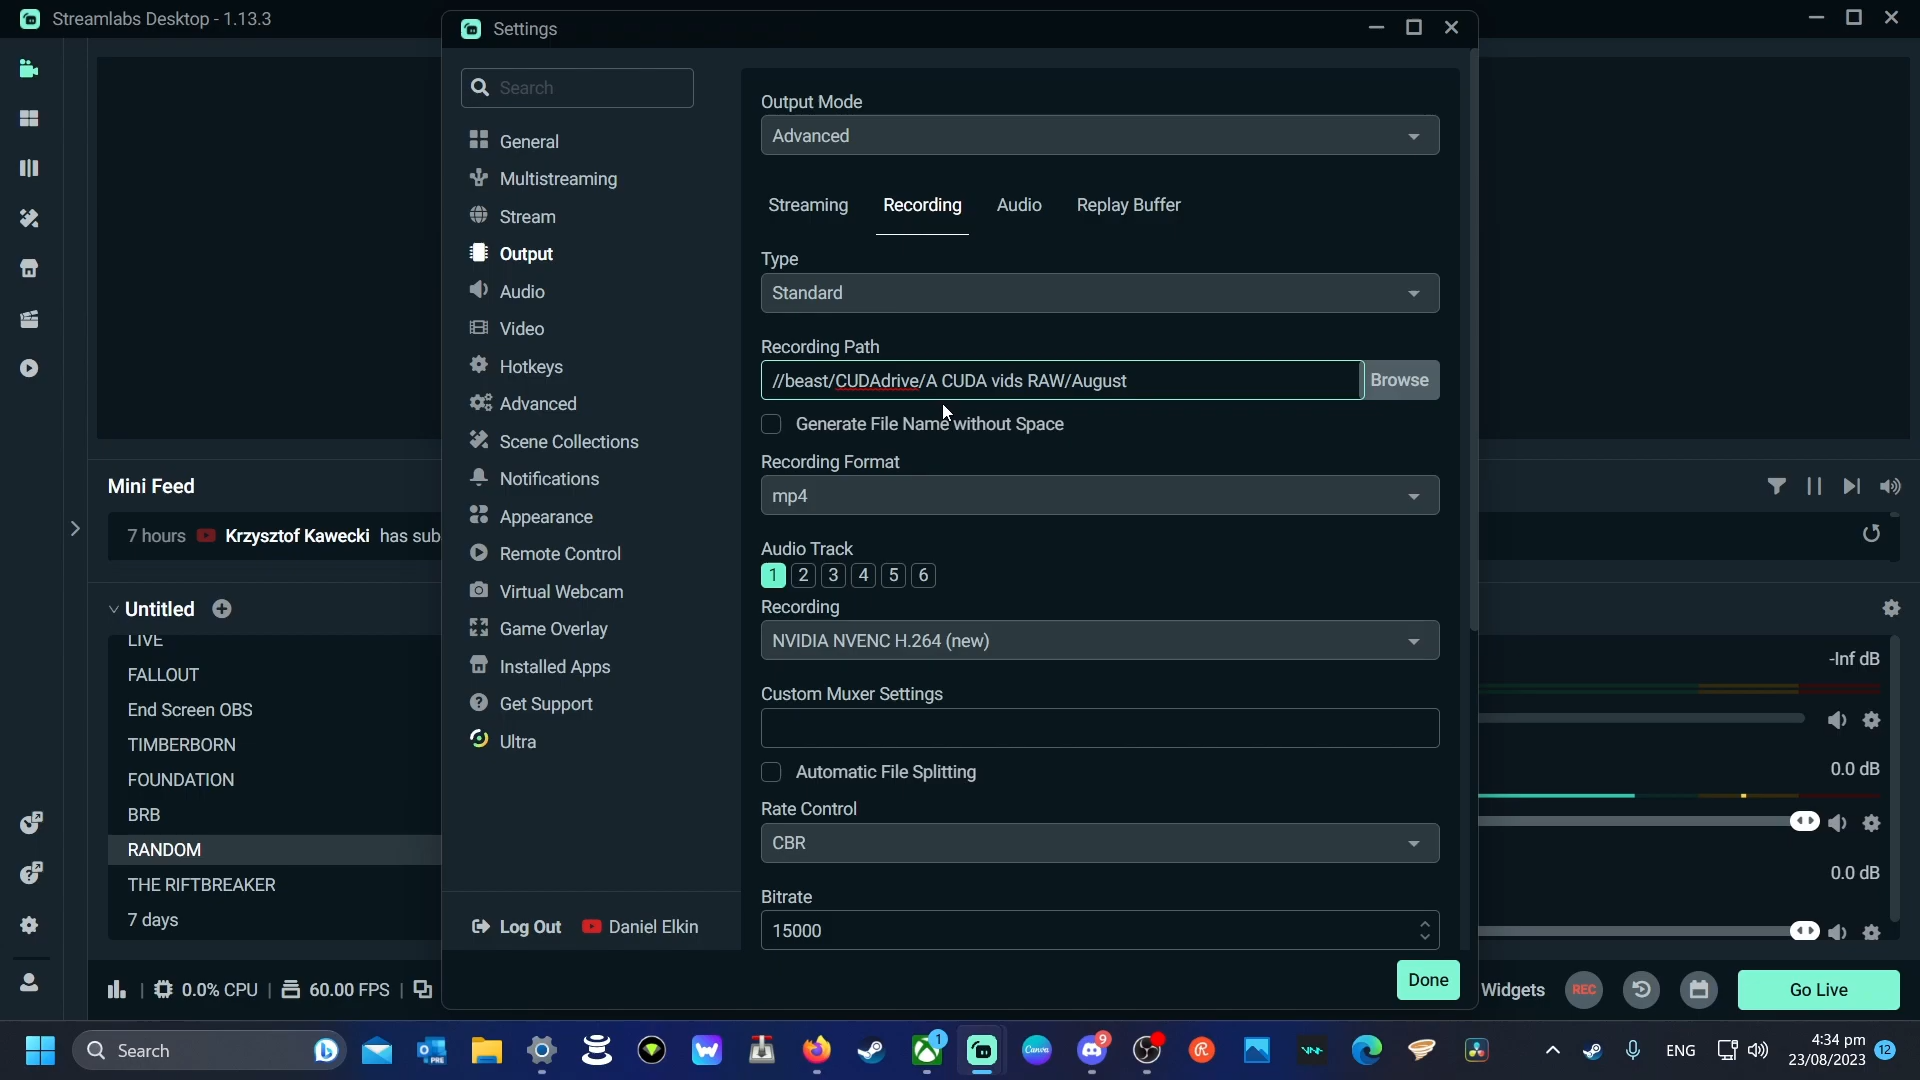 Streamlabs Desktop - 1.13.3
Settings
Search
General
Multistreaming
Stream
Output
Audio
Video
Hotkeys
Advanced
Scene Collections
Notifications
Appearance
Remote Control
Virtual Webcam
Game Overlay
Installed Apps
Get Support
Ultra
Log Out Daniel Elkin
Output Mode
Advanced
Streaming Recording Audio Replay Buffer
Type
Standard
Recording Path
//beast/CUDAdrive/A CUDA vids RAW/August
Browse
Generate File Name without Space
Recording Format
mp4
Audio Track
1 2 3 4 5 6
Recording
NVIDIA NVENC H.264 (new)
Custom Muxer Settings
Automatic File Splitting
Rate Control
CBR
Bitrate
15000
Done
Mini Feed
7 hours Krzysztof Kawecki has sub
Untitled
LIVE
FALLOUT
End Screen OBS
TIMBERBORN
FOUNDATION
BRB
RANDOM
THE RIFTBREAKER
7 days
-Inf dB
0.0 dB
0.0 dB
0.0% CPU 60.00 FPS
Widgets REC Go Live
Search
PRE
1
Canva
9
ENG
4:34 pm
23/08/2023
12